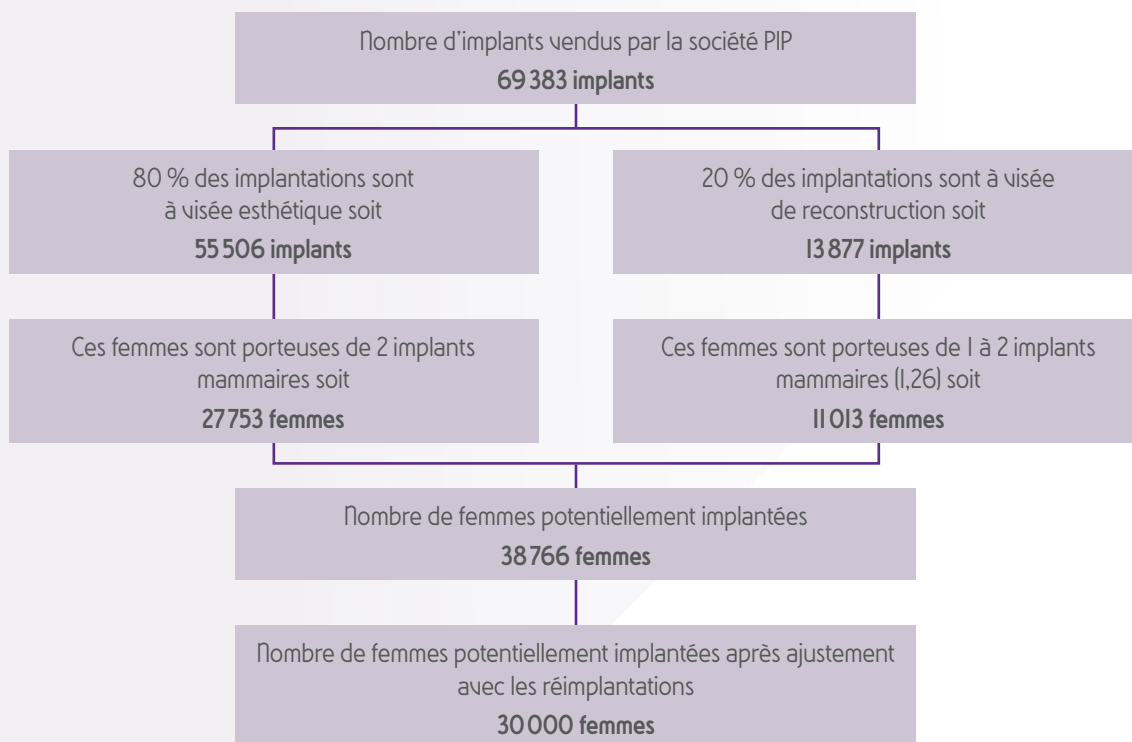 Nombre d'implants vendus par la société PIP
69 383 implants
80 % des implantations sont
à visée esthétique soit
55 506 implants
20 % des implantations sont à visée
de reconstruction soit
13 877 implants
Ces femmes sont porteuses de 2 implants
mammaires soit
27 753 femmes
Ces femmes sont porteuses de 1 à 2 implants
mammaires (1,26) soit
11 013 femmes
Nombre de femmes potentiellement implantées
38 766 femmes
Nombre de femmes potentiellement implantées après ajustement
avec les réimplantations
30 000 femmes